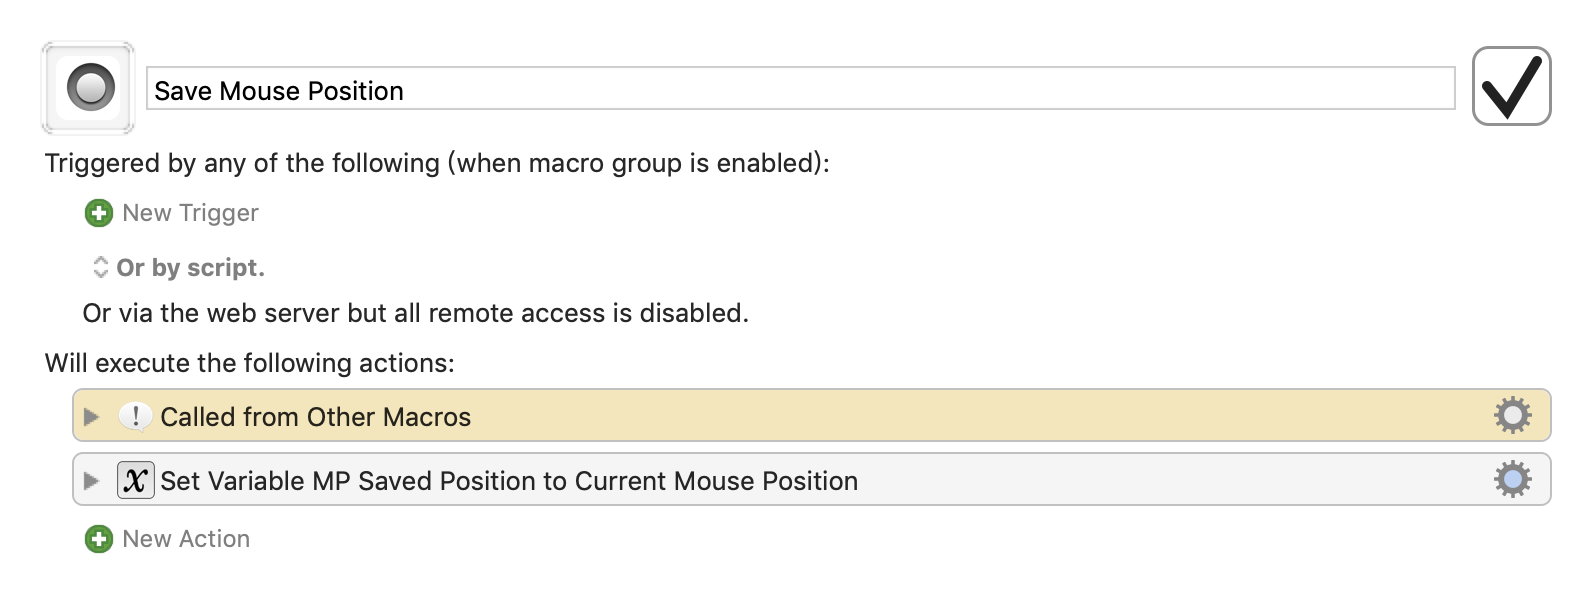 Save Mouse Position
Triggered by any of the following (when macro group is enabled):
New Trigger
Or by script.
Or via the web server but all remote access is disabled.
Will execute the following actions:
! Called from Other Macros
x Set Variable MP Saved Position to Current Mouse Position
New Action